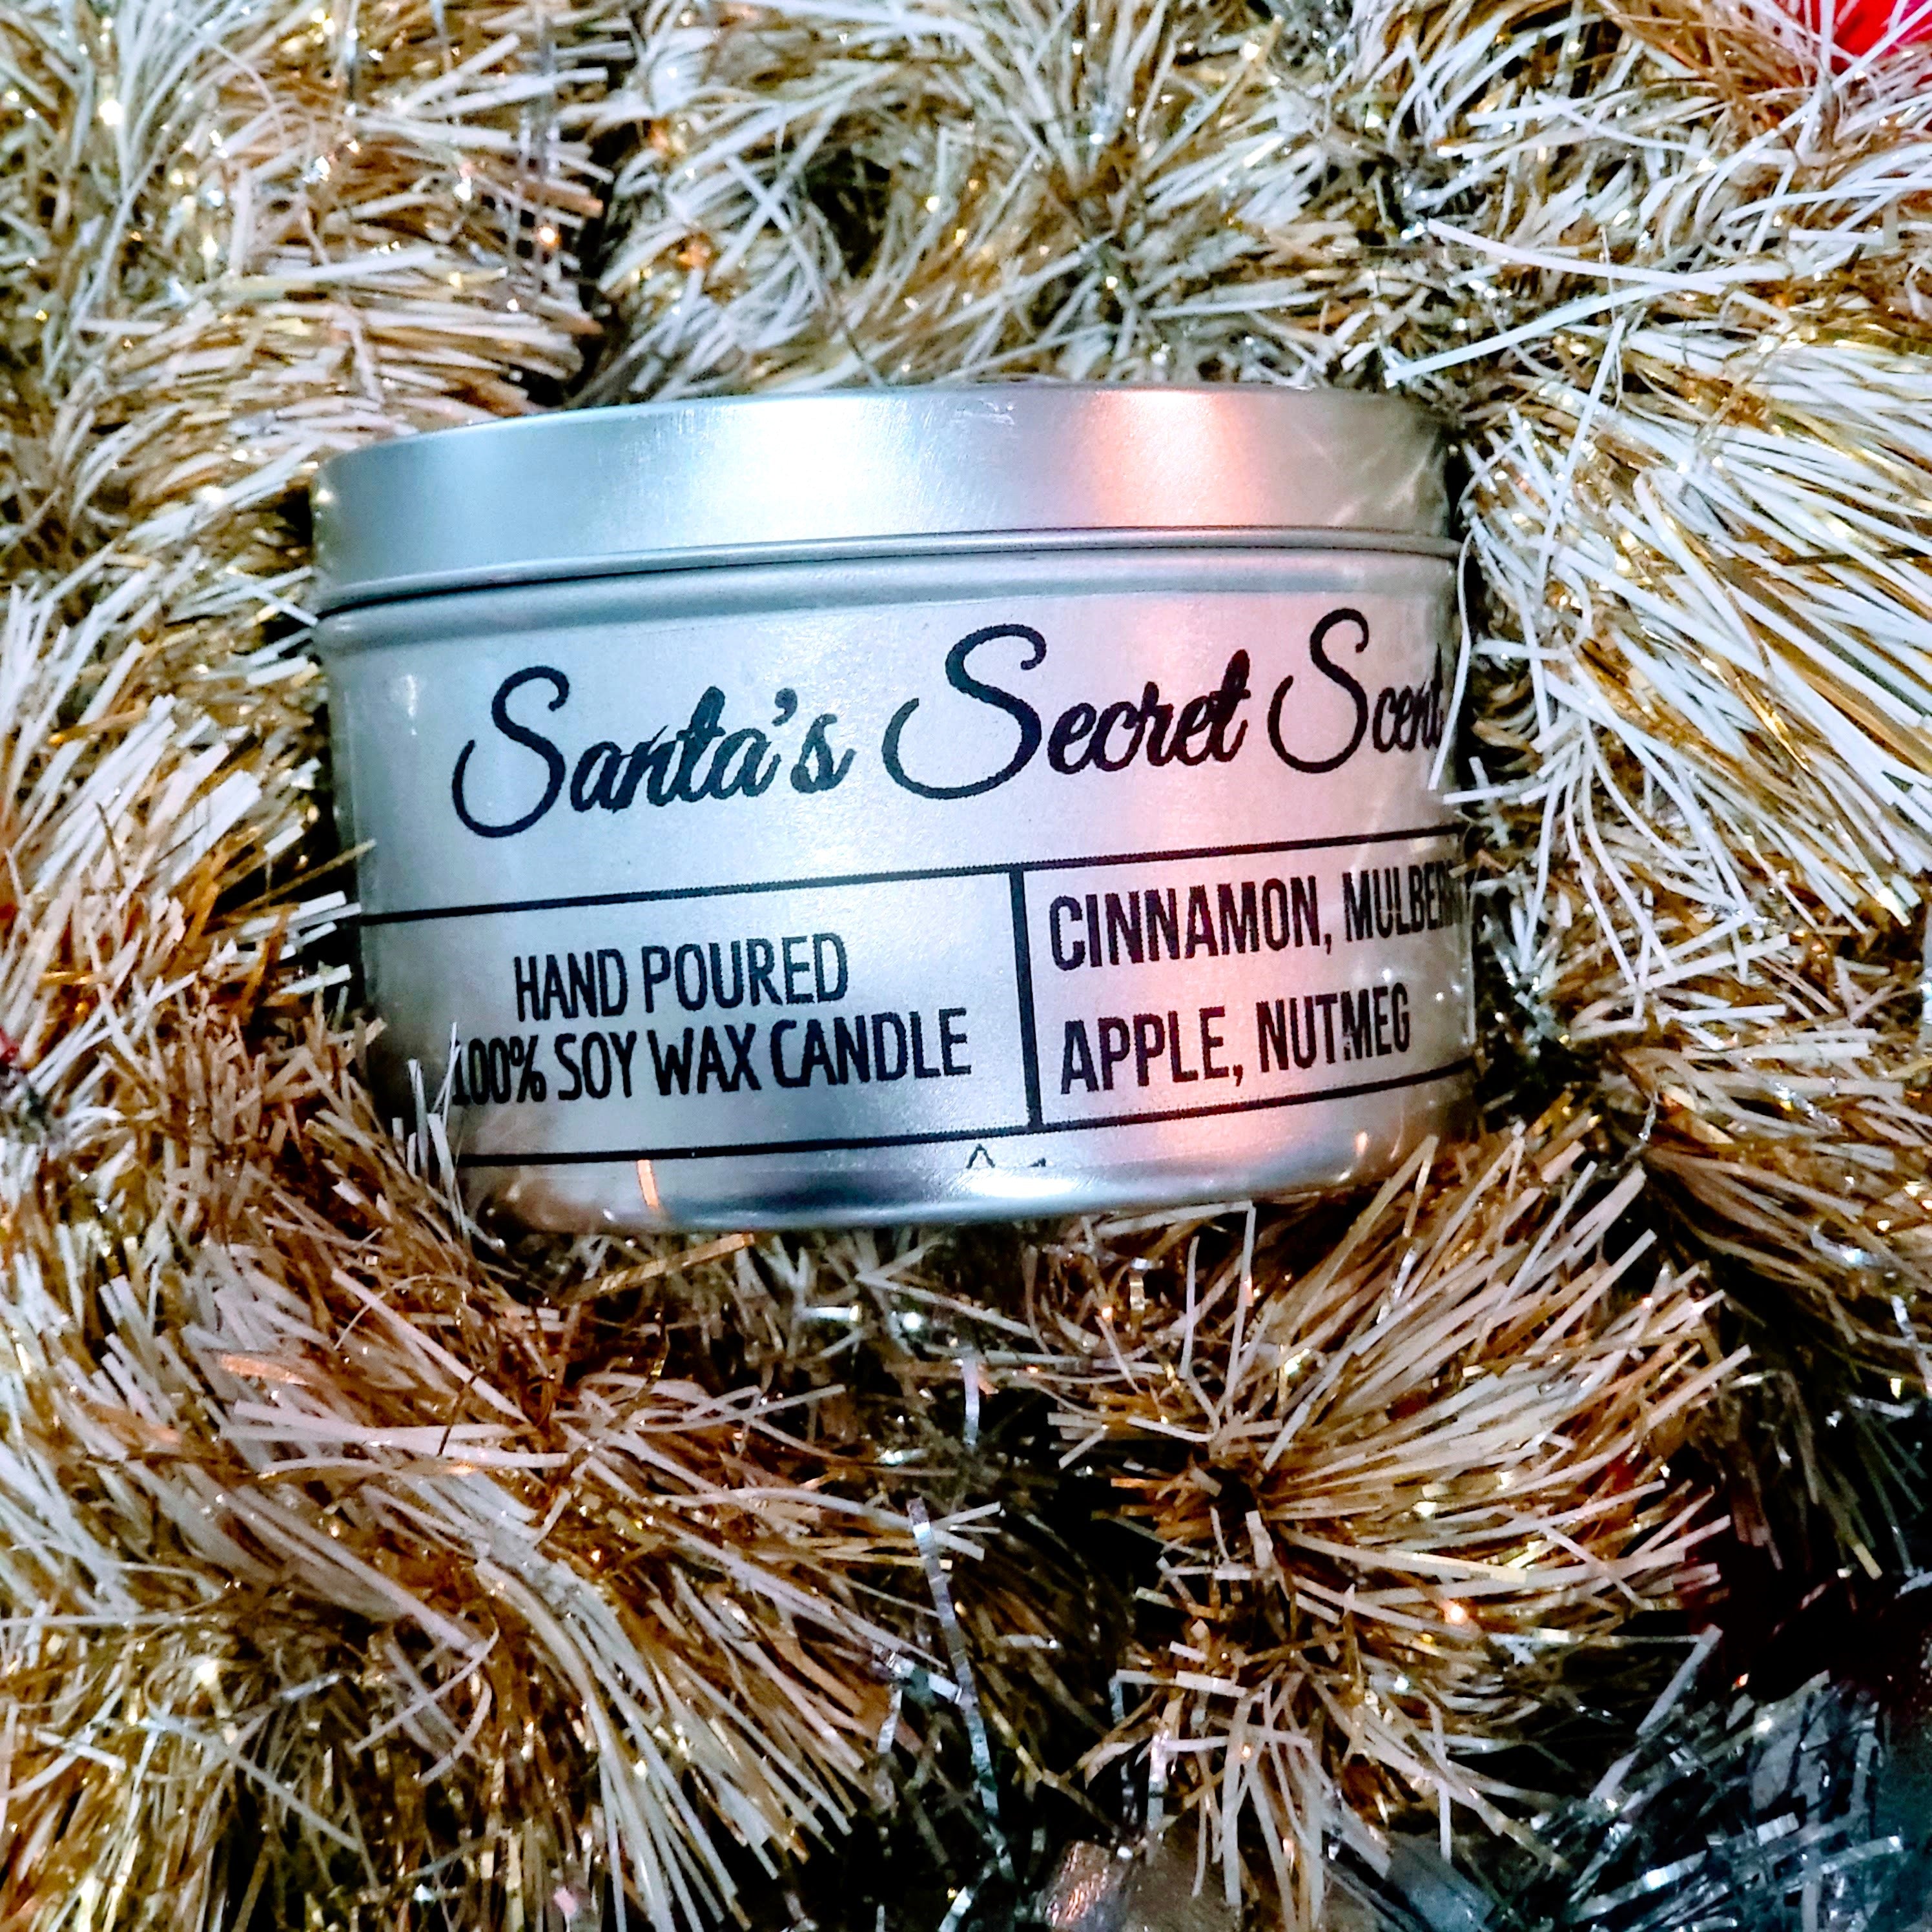 Santa's Secret Scent
HAND POURED
100% SOY WAX CANDLE
CINNAMON,
APPLE, NUTMEG